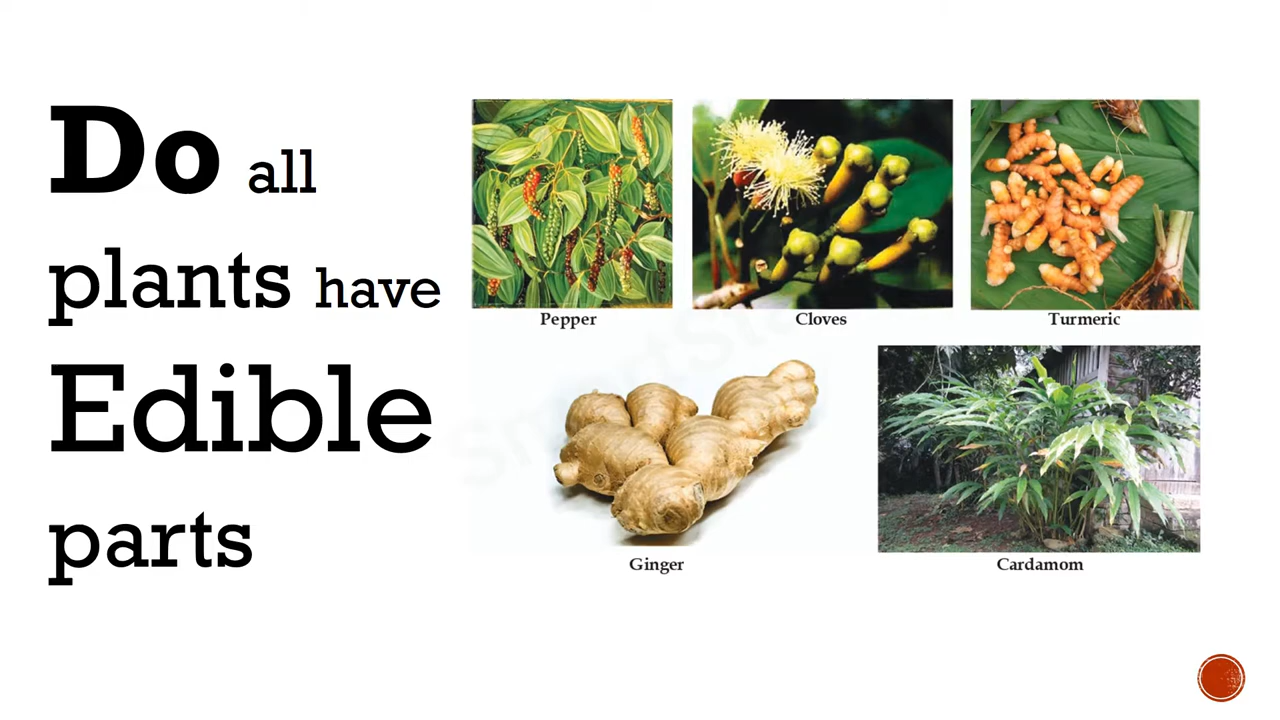 Do all
plants have
Edible
parts
Pepper
Cloves
Turmeric
Ginger
Cardamom